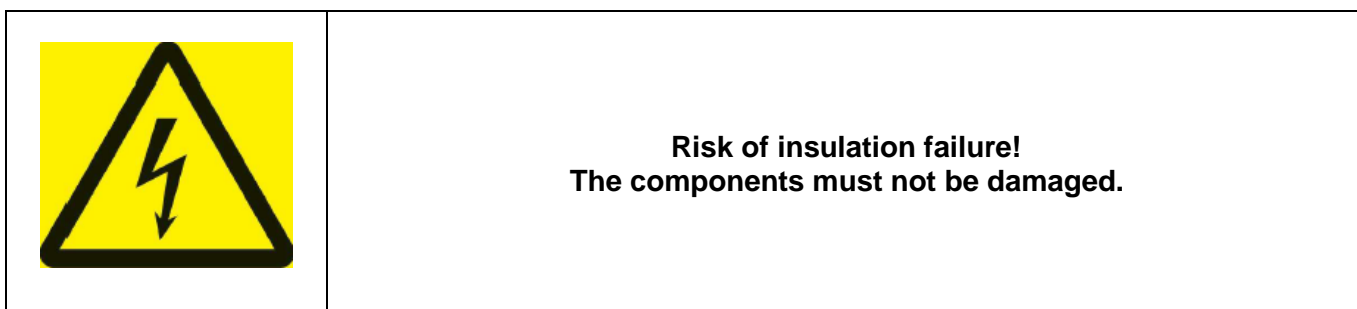 Risk of insulation failure!
The components must not be damaged.